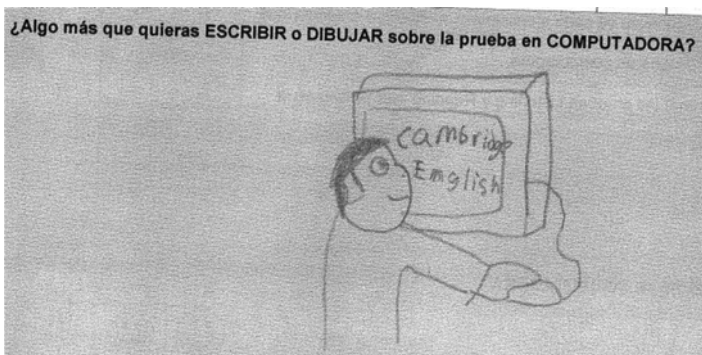 ¿Algo más que quieras ESCRIBIR o DIBUJAR sobre la prueba en COMPUTADORA?
Cambridge
English